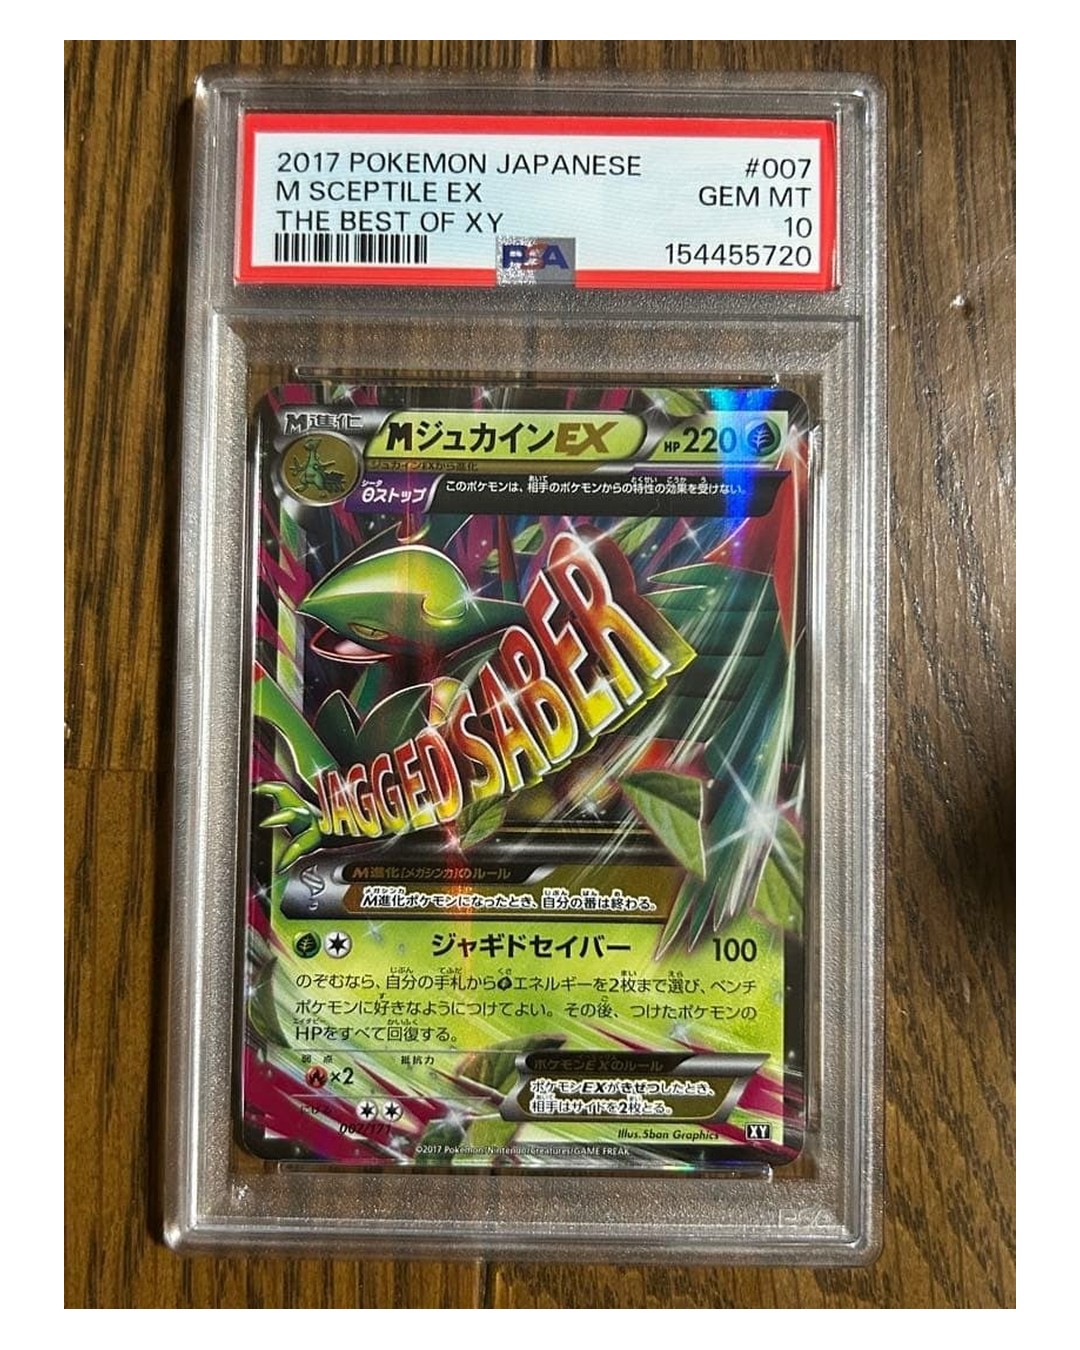 2017 POKEMON JAPANESE #007
M SCEPTILE EX GEM MT
THE BEST OF XY 10
PSA 154455720
M進化
MジュカインEX HP220
ジュカインEXから進化
シータ
θストップ
このポケモンは、相手のポケモンからの特性の効果を受けない。
JAGGED SABER
M進化[メガシンカ]のルール
M進化ポケモンになったとき、自分の番は終わる。
ジャギドセイバー 100
のぞむなら、自分の手札からエネルギーを2枚まで選び、ベンチ
ポケモンに好きなようにつけてよい。その後、つけたポケモンの
HPをすべて回復する。
弱点 抵抗力
×2
ポケモンEXのルール
ポケモンEXがきぜつしたとき、
相手はサイドを2枚とる。
007/171
Illus.5ban Graphics XY
©2017 Pokémon/Nintendo/Creatures/GAME FREAK.